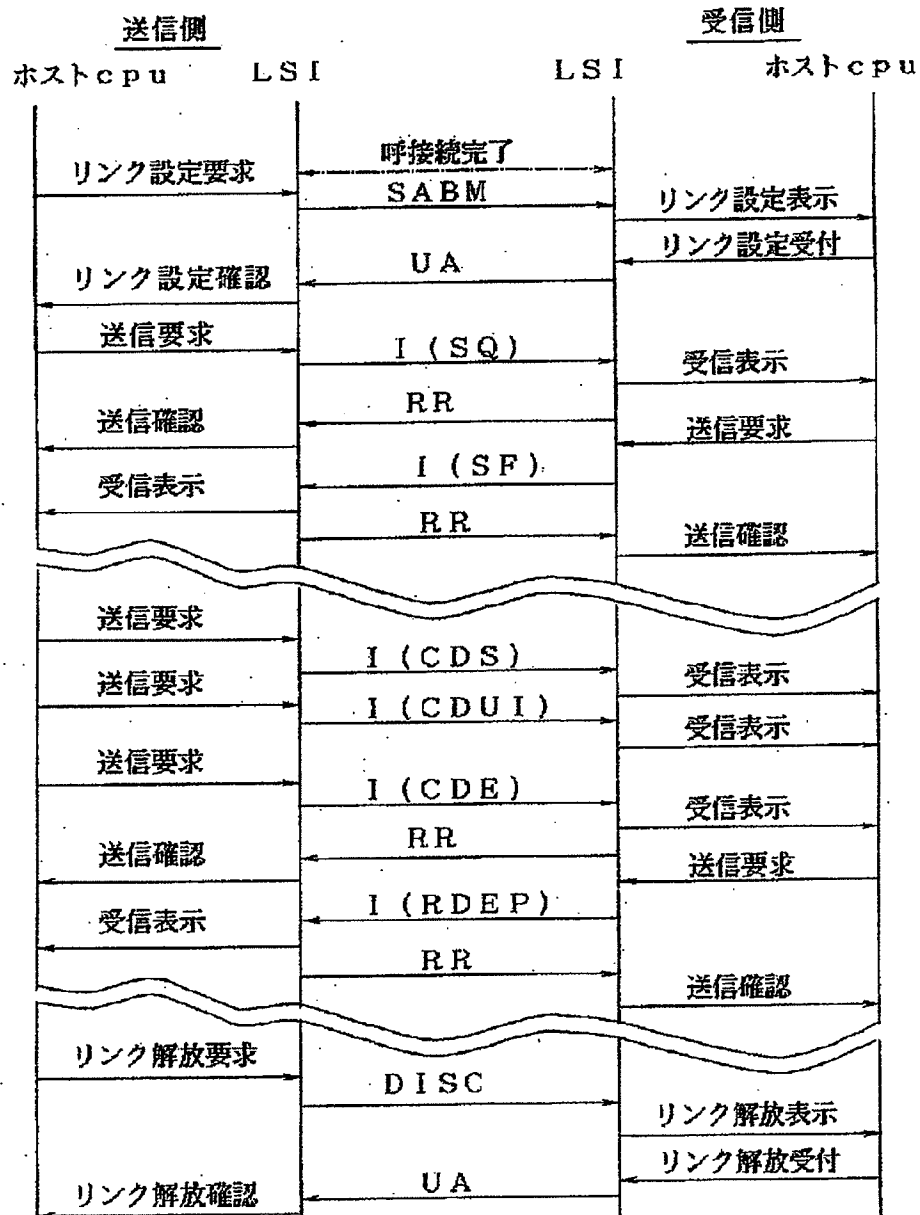 送信側
受信側
ホストcpu LSI LSI ホストcpu
呼接続完了
リンク設定要求
SABM
リンク設定表示
リンク設定受付
UA
リンク設定確認
送信要求
I(SQ)
受信表示
RR
送信確認
送信要求
I(SF)
受信表示
RR
送信確認
送信要求
I(CDS)
受信表示
送信要求
I(CDUI)
受信表示
送信要求
I(CDE)
受信表示
RR
送信確認
送信要求
I(RDEP)
受信表示
RR
送信確認
リンク解放要求
DISC
リンク解放表示
リンク解放受付
UA
リンク解放確認